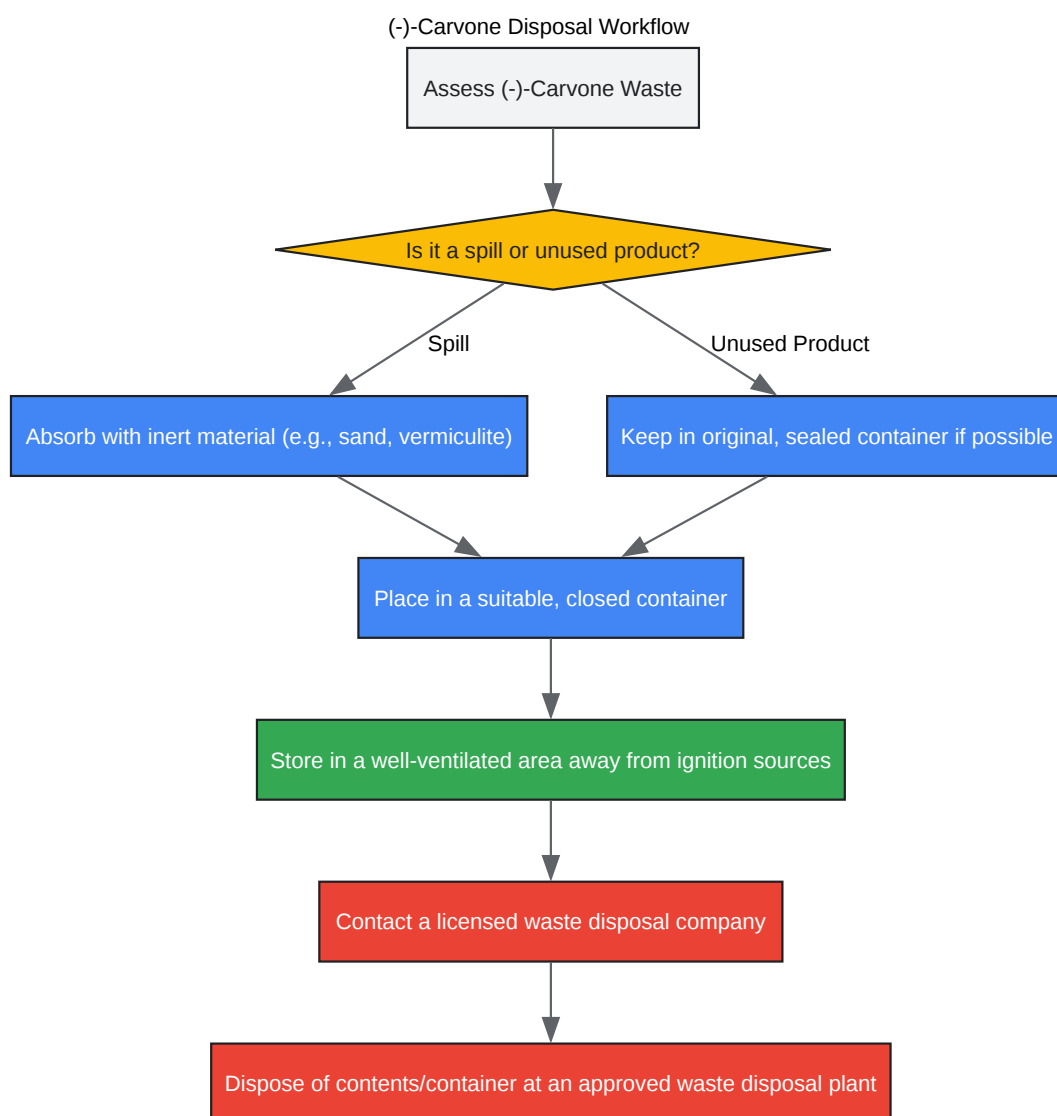 (-)-Carvone Disposal Workflow
Assess (-)-Carvone Waste
Is it a spill or unused product?
Spill
Unused Product
Absorb with inert material (e.g., sand, vermiculite)
Keep in original, sealed container if possible
Place in a suitable, closed container
Store in a well-ventilated area away from ignition sources
Contact a licensed waste disposal company
Dispose of contents/container at an approved waste disposal plant